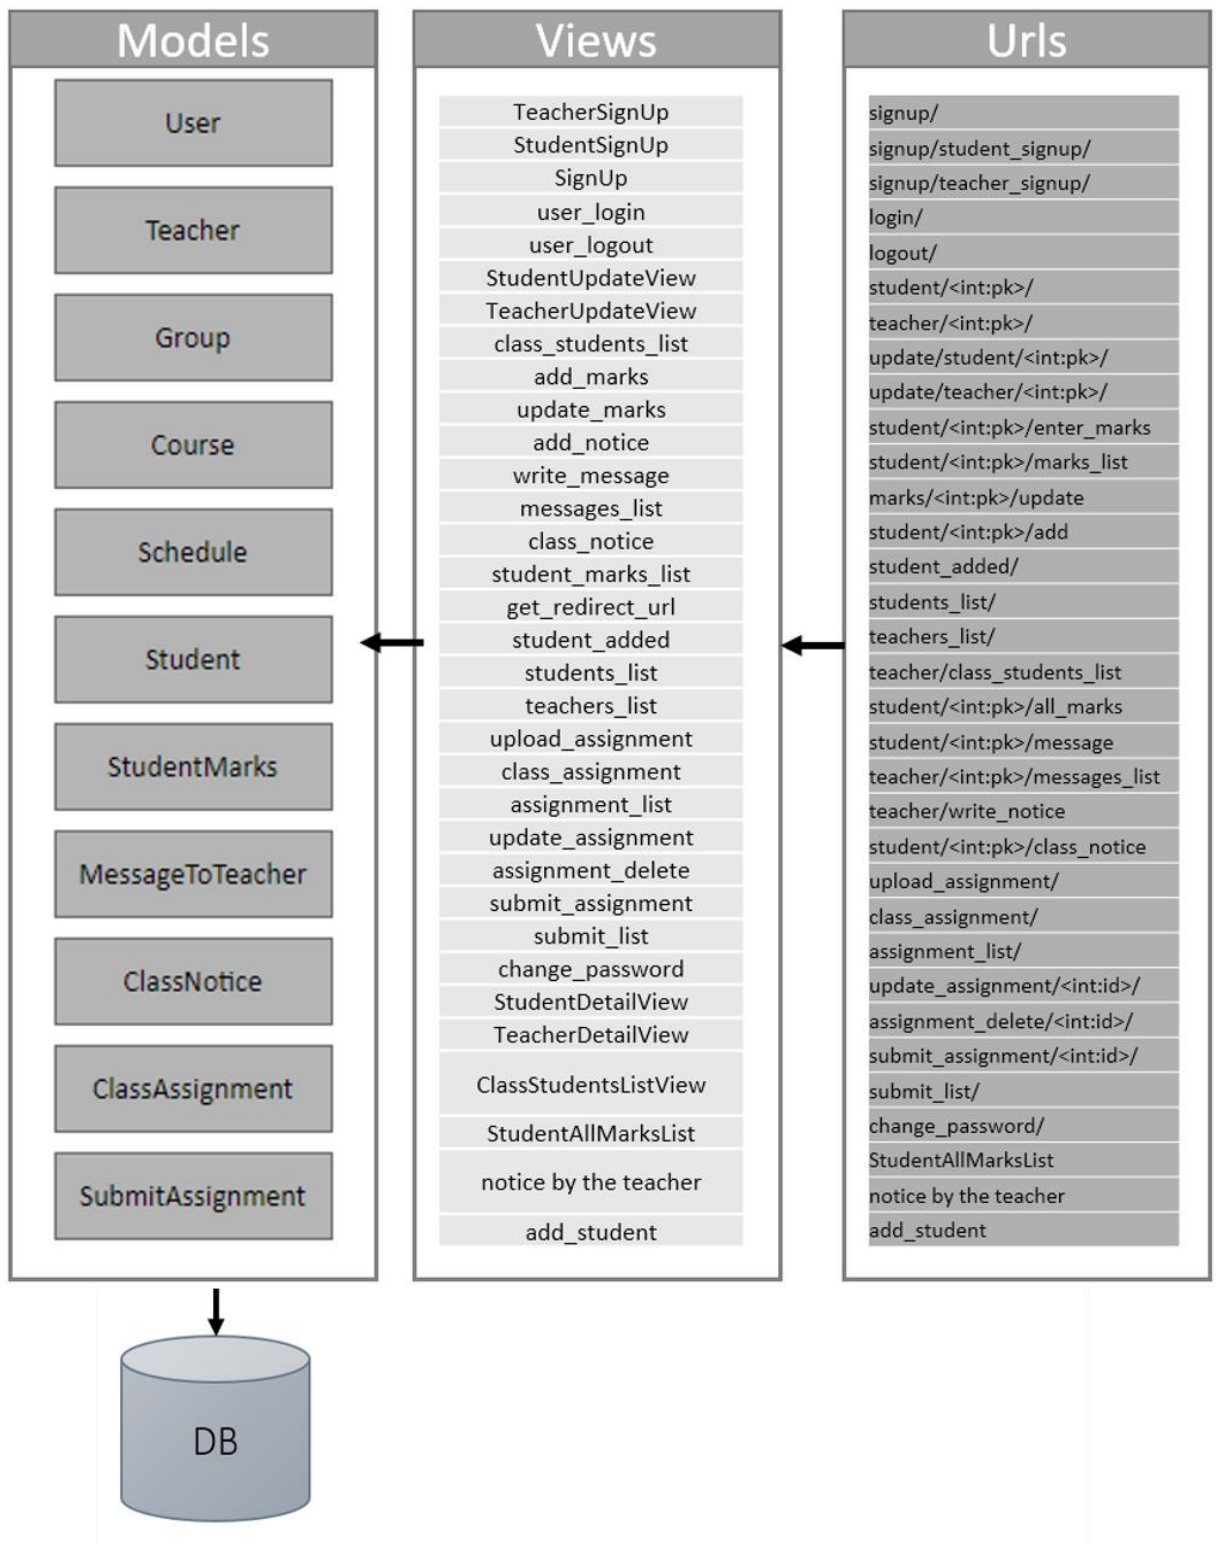 Models
User
Teacher
Group
Course
Schedule
Student
StudentMarks
MessageToTeacher
ClassNotice
ClassAssignment
SubmitAssignment
DB
Views
TeacherSignUp
StudentSignUp
SignUp
user_login
user_logout
StudentUpdateView
TeacherUpdateView
class_students_list
add_marks
update_marks
add_notice
write_message
messages_list
class_notice
student_marks_list
get_redirect_url
student_added
students_list
teachers_list
upload_assignment
class_assignment
assignment_list
update_assignment
assignment_delete
submit_assignment
submit_list
change_password
StudentDetailView
TeacherDetailView
ClassStudentsListView
StudentAllMarksList
notice by the teacher
add_student
Urls
signup/
signup/student_signup/
signup/teacher_signup/
login/
logout/
student/<int:pk>/
teacher/<int:pk>/
update/student/<int:pk>/
update/teacher/<int:pk>/
student/<int:pk>/enter_marks
student/<int:pk>/marks_list
marks/<int:pk>/update
student/<int:pk>/add
student_added/
students_list/
teachers_list/
teacher/class_students_list
student/<int:pk>/all_marks
student/<int:pk>/message
teacher/<int:pk>/messages_list
teacher/write_notice
student/<int:pk>/class_notice
upload_assignment/
class_assignment/
assignment_list/
update_assignment/<int:id>/
assignment_delete/<int:id>/
submit_assignment/<int:id>/
submit_list/
change_password/
StudentAllMarksList
notice by the teacher
add_student